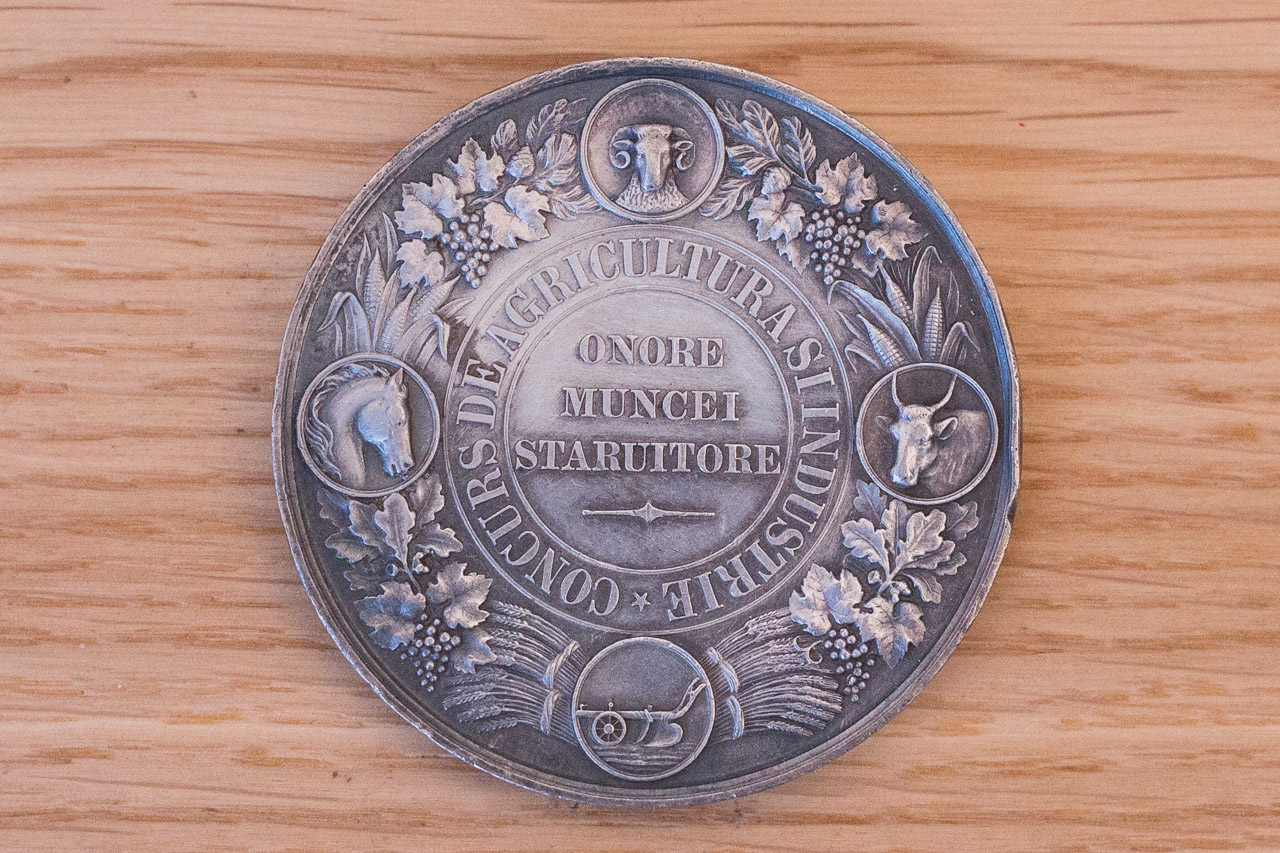 CONCURS DE AGRICULTURA SI INDUSTRIE
ONORE
MUNCEI
STARUITORE